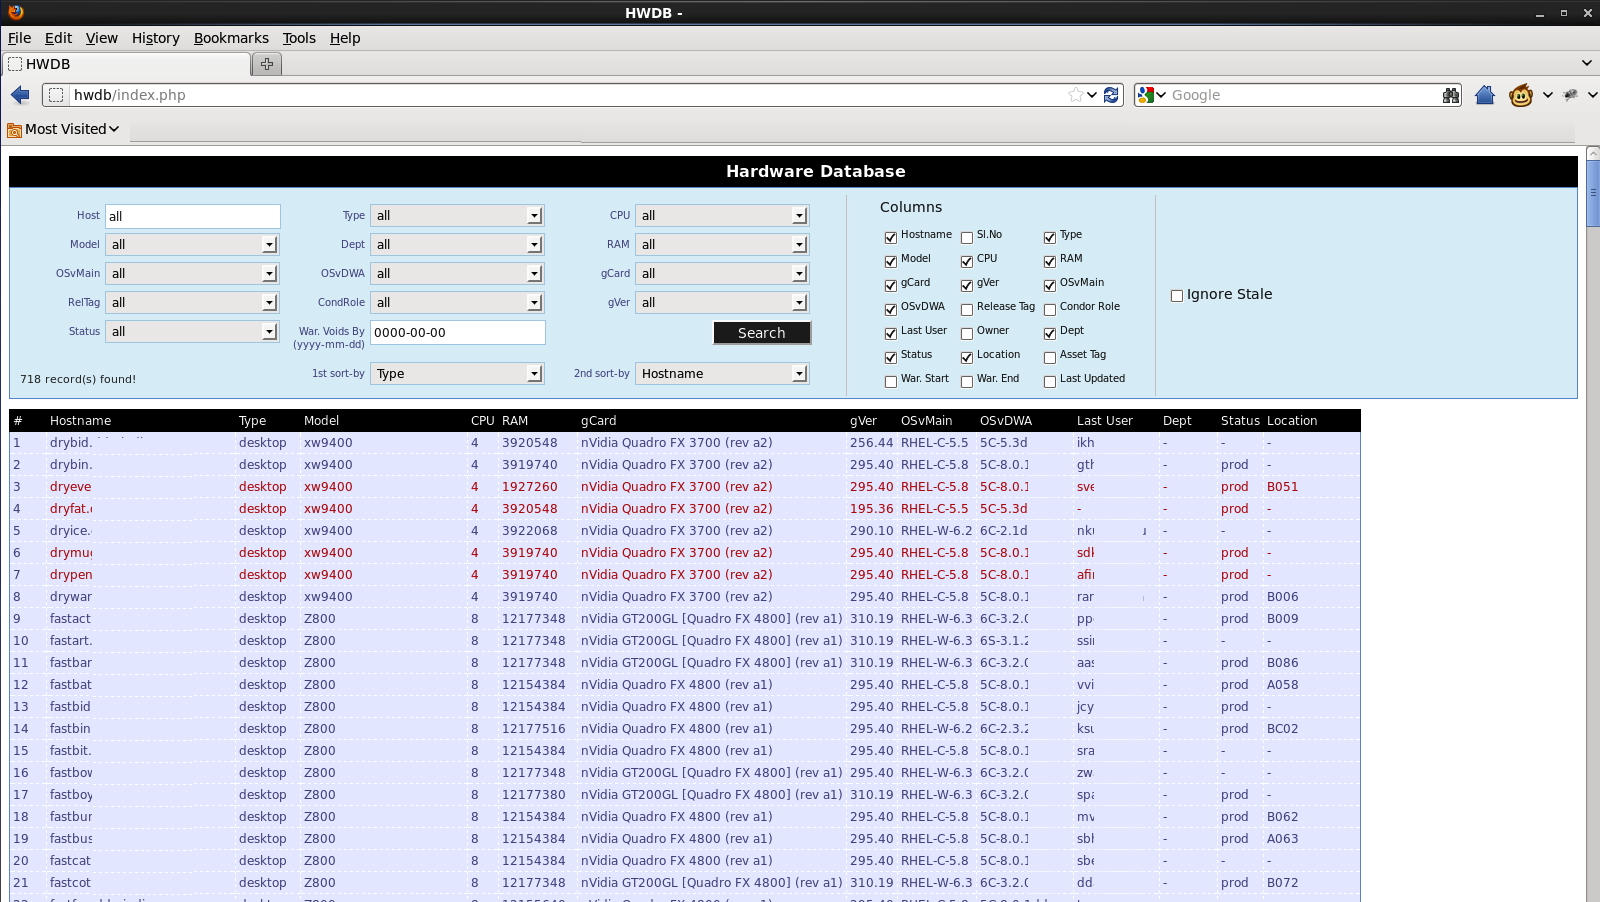 HWDB -
File Edit View History Bookmarks Tools Help
HWDB
hwdb/index.php Google
Most Visited
Hardware Database
Host all Type all CPU all
Model all Dept all RAM all
OSvMain all OSvDWA all gCard all
RelTag all CondRole all gVer all
Status all War. Voids By (yyyy-mm-dd) 0000-00-00 Search
718 record(s) found! 1st sort-by Type 2nd sort-by Hostname
Columns
Hostname Sl.No Type
Model CPU RAM
gCard gVer OSvMain
OSvDWA Release Tag Condor Role
Last User Owner Dept
Status Location Asset Tag
War. Start War. End Last Updated
Ignore Stale
# Hostname Type Model CPU RAM gCard gVer OSvMain OSvDWA Last User Dept Status Location
1 drybid. desktop xw9400 4 3920548 nVidia Quadro FX 3700 (rev a2) 256.44 RHEL-C-5.5 5C-5.3d ikh - - -
2 drybin. desktop xw9400 4 3919740 nVidia Quadro FX 3700 (rev a2) 295.40 RHEL-C-5.8 5C-8.0.1 gth - prod -
3 dryeve desktop xw9400 4 1927260 nVidia Quadro FX 3700 (rev a2) 295.40 RHEL-C-5.8 5C-8.0.1 sve - prod B051
4 dryfat. desktop xw9400 4 3920548 nVidia Quadro FX 3700 (rev a2) 195.36 RHEL-C-5.5 5C-5.3d - - prod -
5 dryice. desktop xw9400 4 3922068 nVidia Quadro FX 3700 (rev a2) 290.10 RHEL-W-6.2 6C-2.1d nk - - -
6 drymug desktop xw9400 4 3919740 nVidia Quadro FX 3700 (rev a2) 295.40 RHEL-C-5.8 5C-8.0.1 sdk - prod -
7 drypen desktop xw9400 4 3919740 nVidia Quadro FX 3700 (rev a2) 295.40 RHEL-C-5.8 5C-8.0.1 afi - prod -
8 drywar desktop xw9400 4 3919740 nVidia Quadro FX 3700 (rev a2) 295.40 RHEL-C-5.8 5C-8.0.1 rar - prod B006
9 fastact desktop Z800 8 12177348 nVidia GT200GL [Quadro FX 4800] (rev a1) 310.19 RHEL-W-6.3 6C-3.2.0 pp - prod B009
10 fastart. desktop Z800 8 12177348 nVidia GT200GL [Quadro FX 4800] (rev a1) 310.19 RHEL-W-6.3 6S-3.1.2 ssi - - -
11 fastbar desktop Z800 8 12177348 nVidia GT200GL [Quadro FX 4800] (rev a1) 310.19 RHEL-W-6.3 6C-3.2.0 aas - prod B086
12 fastbat desktop Z800 8 12154384 nVidia Quadro FX 4800 (rev a1) 295.40 RHEL-C-5.8 5C-8.0.1 vvi - prod A058
13 fastbid desktop Z800 8 12154384 nVidia Quadro FX 4800 (rev a1) 295.40 RHEL-C-5.8 5C-8.0.1 jcy - prod -
14 fastbin desktop Z800 8 12177516 nVidia Quadro FX 4800 (rev a1) 295.40 RHEL-W-6.2 6C-2.3.2 ksu - prod BC02
15 fastbit. desktop Z800 8 12154384 nVidia Quadro FX 4800 (rev a1) 295.40 RHEL-C-5.8 5C-8.0.1 sra - - -
16 fastbow desktop Z800 8 12177348 nVidia GT200GL [Quadro FX 4800] (rev a1) 295.40 RHEL-W-6.3 6C-3.2.0 zw - - -
17 fastboy desktop Z800 8 12177380 nVidia GT200GL [Quadro FX 4800] (rev a1) 310.19 RHEL-W-6.3 6C-3.2.0 spa - prod -
18 fastbur desktop Z800 8 12154384 nVidia Quadro FX 4800 (rev a1) 295.40 RHEL-C-5.8 5C-8.0.1 mv - prod B062
19 fastbus desktop Z800 8 12154384 nVidia Quadro FX 4800 (rev a1) 295.40 RHEL-C-5.8 5C-8.0.1 sbh - prod A063
20 fastcat desktop Z800 8 12154384 nVidia Quadro FX 4800 (rev a1) 295.40 RHEL-C-5.8 5C-8.0.1 sbe - - -
21 fastcot desktop Z800 8 12177348 nVidia GT200GL [Quadro FX 4800] (rev a1) 310.19 RHEL-W-6.3 6C-3.2.0 dd - prod B072